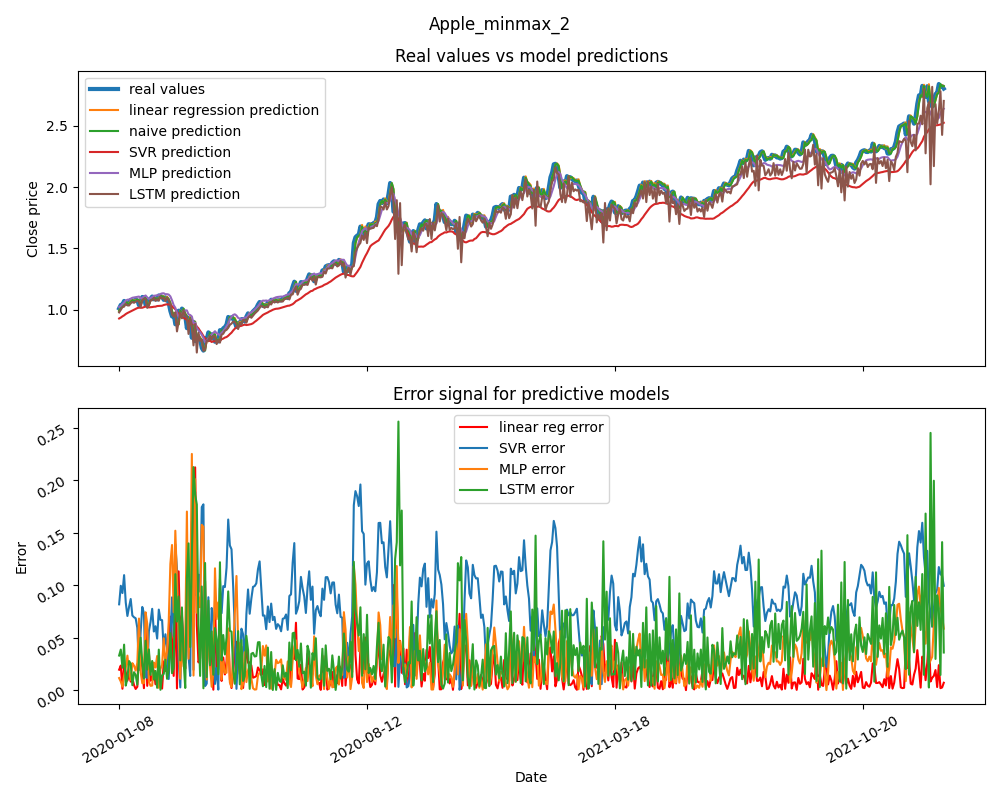 Apple_minmax_2
Real values vs model predictions
real values
linear regression prediction
naive prediction
SVR prediction
MLP prediction
LSTM prediction
Close price
2.5
2.0
1.5
1.0
Error signal for predictive models
linear reg error
SVR error
MLP error
LSTM error
Error
0.25
0.20
0.15
0.10
0.05
0.00
2020-01-08
2020-08-12
2021-03-18
2021-10-20
Date